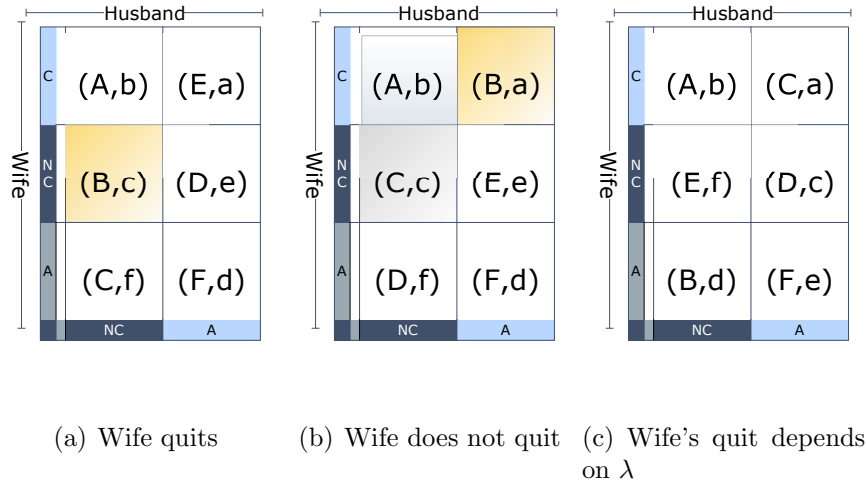 Husband Husband Husband
C (A,b) (E,a) C (A,b) (B,a) C (A,b) (C,a)
Wife NC (B,c) (D,e) Wife NC (C,c) (E,e) Wife NC (E,f) (D,c)
A (C,f) (F,d) A (D,f) (F,d) A (B,d) (F,e)
NC A NC A NC A
(a) Wife quits (b) Wife does not quit (c) Wife's quit depends
on λ